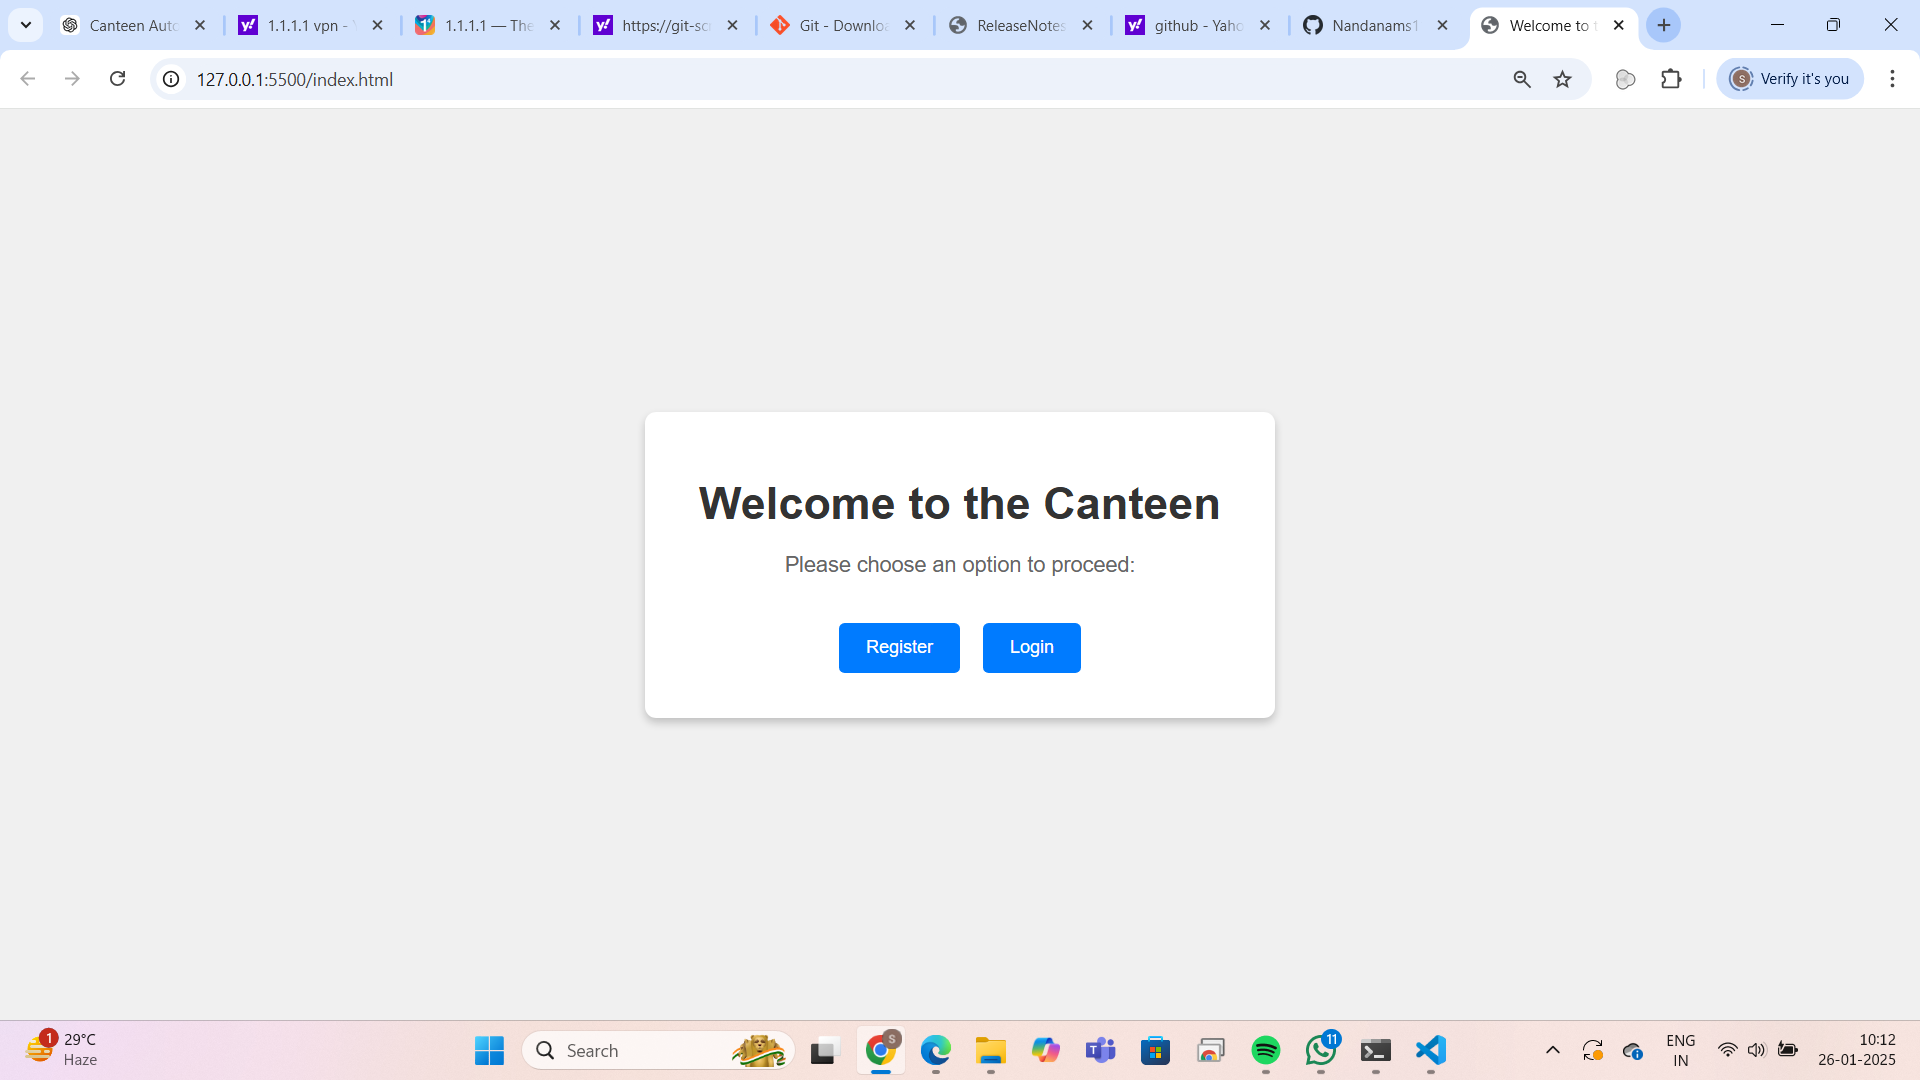 Canteen Auto
1.1.1.1 vpn -
1.1.1.1 — The
https://git-scr
Git - Downloa
ReleaseNotes
github - Yaho
Nandanams1
Welcome to t
127.0.0.1:5500/index.html
S
Verify it's you
Welcome to the Canteen
Please choose an option to proceed:
Register
Login
1
29°C
Haze
Search
S
11
ENG
IN
10:12
26-01-2025